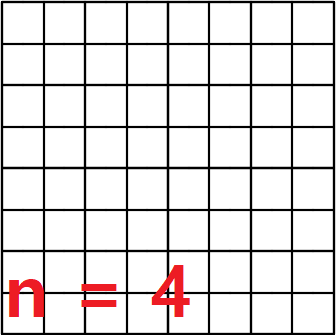 n = 4